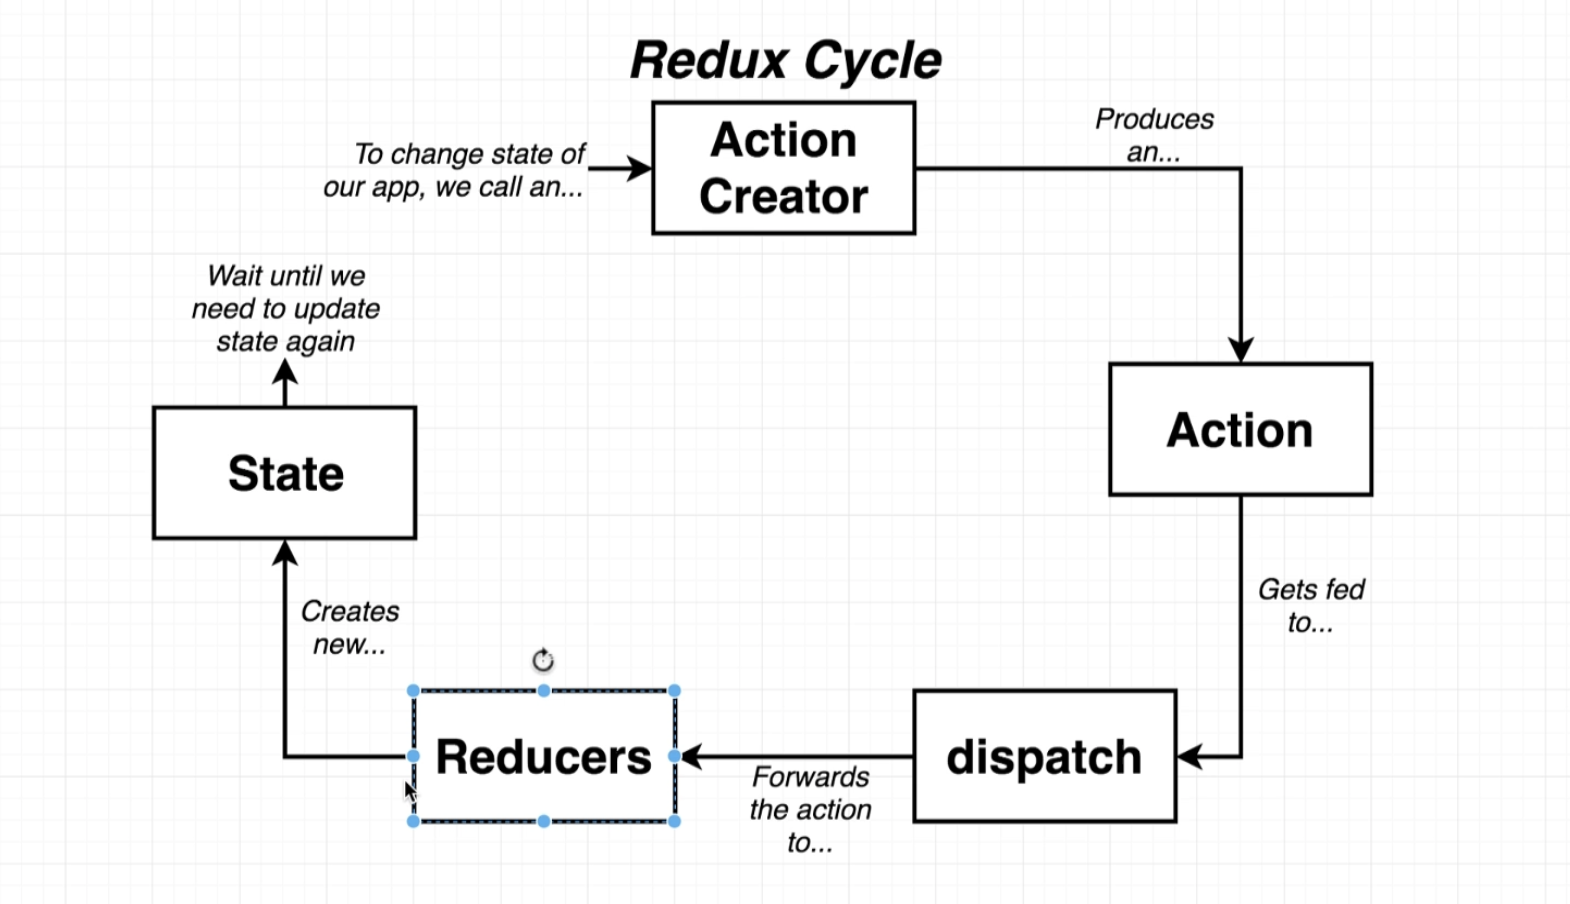 Redux Cycle
To change state of
our app, we call an...
Action
Creator
Produces
an...
Action
Gets fed
to...
dispatch
Forwards
the action
to...
Reducers
Creates
new...
State
Wait until we
need to update
state again